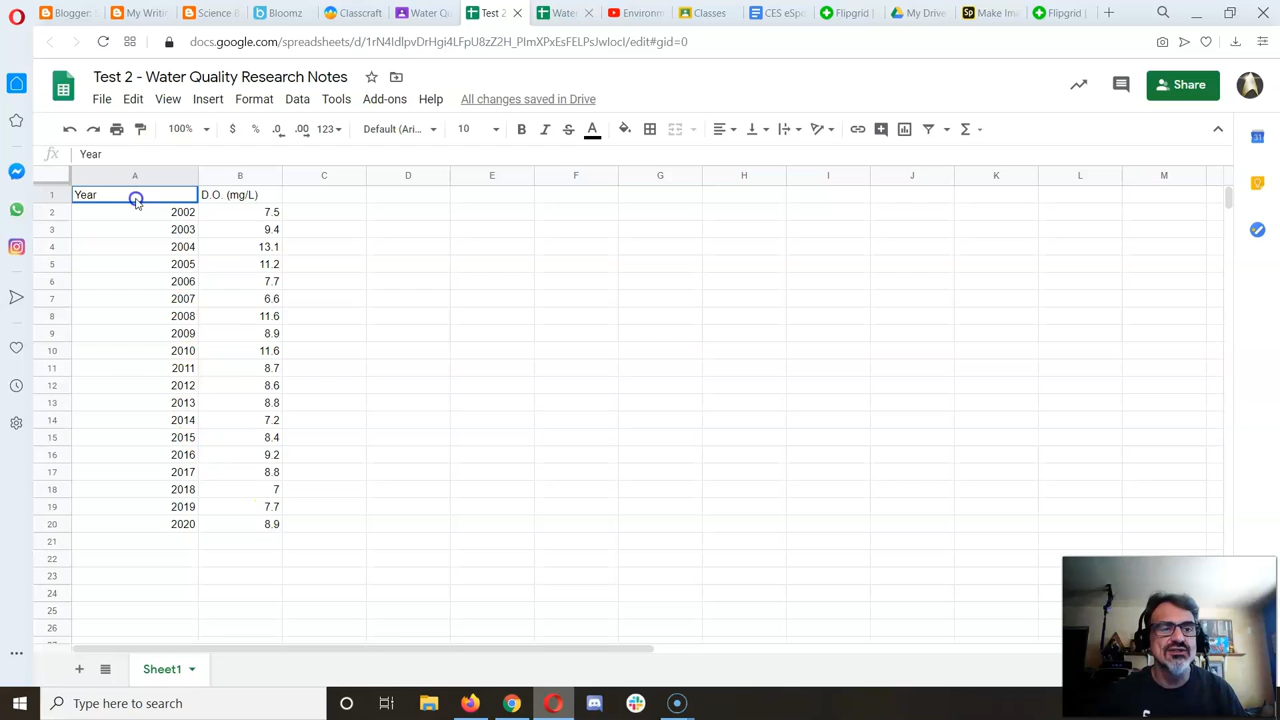 Blogger:
My Writin
Science (
Bloomz
Classcraft
Water Qu
Test 2 -
Water
Environm
Classes
CES eSpo
Flipgrid |
My Drive
Sp Make Ima
Flipgrid |
docs.google.com/spreadsheets/d/1rN4IdlpvDrHgi4LFpU8zZ2H_PImXPxEsFELPsJwlocI/edit#gid=0
Test 2 - Water Quality Research Notes
File Edit View Insert Format Data Tools Add-ons Help All changes saved in Drive
Share
100% $ % .0 .00 123 Default (Ari... 10 B I S A
fx Year
A B C D E F G H I J K L M
1 Year D.O. (mg/L)
2 2002 7.5
3 2003 9.4
4 2004 13.1
5 2005 11.2
6 2006 7.7
7 2007 6.6
8 2008 11.6
9 2009 8.9
10 2010 11.6
11 2011 8.7
12 2012 8.6
13 2013 8.8
14 2014 7.2
15 2015 8.4
16 2016 9.2
17 2017 8.8
18 2018 7
19 2019 7.7
20 2020 8.9
21
22
23
24
25
26
Sheet1
Type here to search